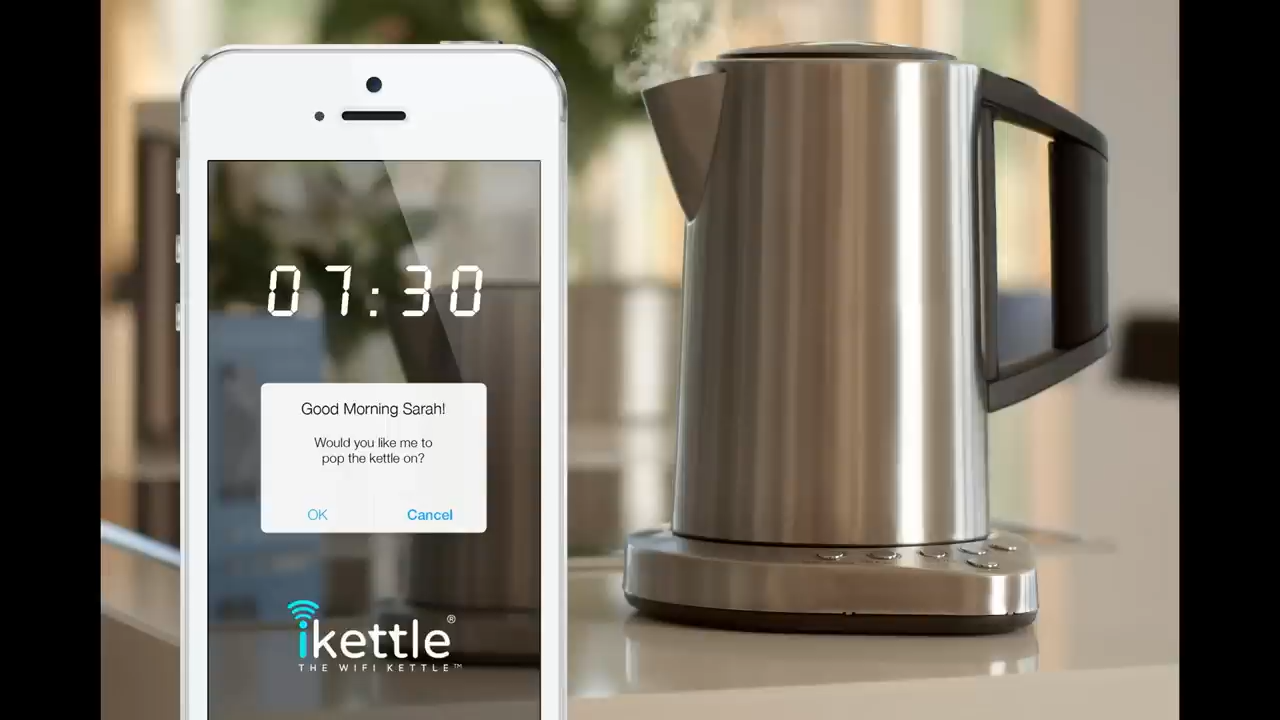 07:30
Good Morning Sarah!
Would you like me to
pop the kettle on?
OK Cancel
ikettle®
THE WIFI KETTLE™